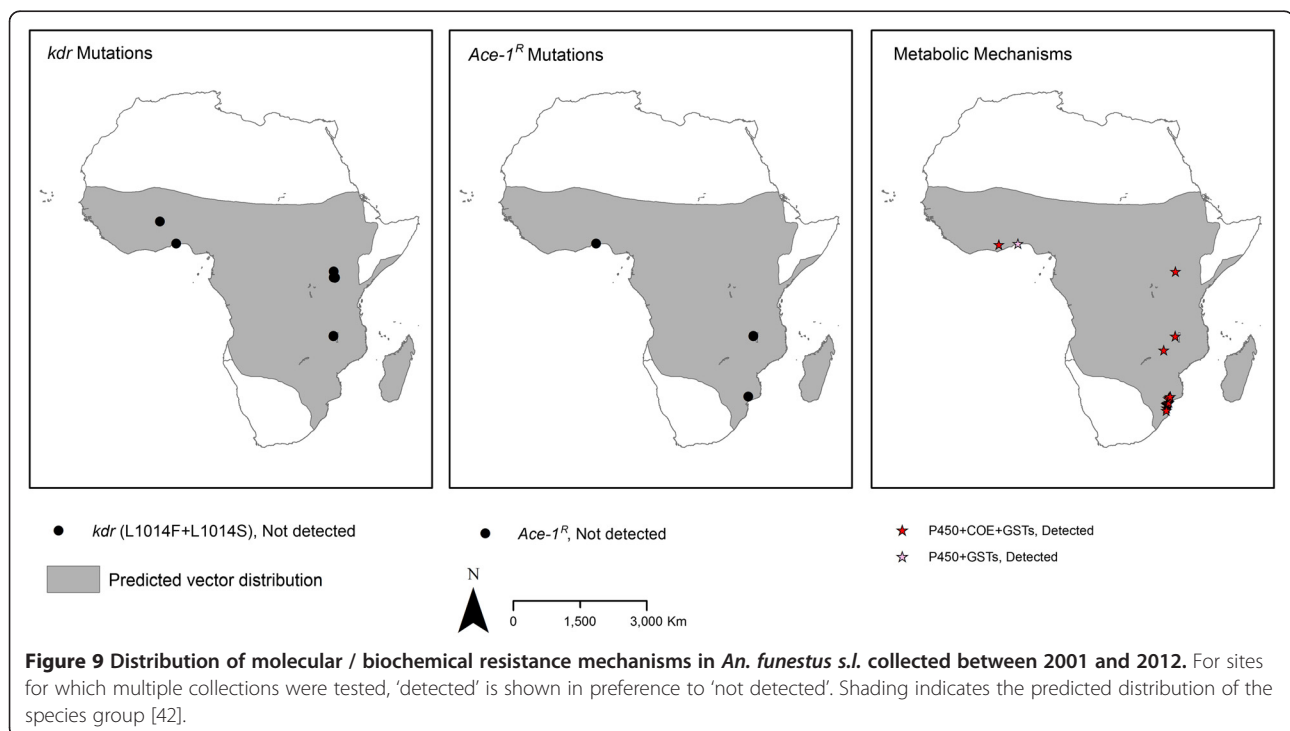 kdr Mutations
Ace-1R Mutations
Metabolic Mechanisms
kdr (L1014F+L1014S), Not detected
Predicted vector distribution
Ace-1R, Not detected
N
0 1,500 3,000 Km
P450+COE+GSTs, Detected
P450+GSTs, Detected
Figure 9 Distribution of molecular / biochemical resistance mechanisms in An. funestus s.l. collected between 2001 and 2012. For sites
for which multiple collections were tested, ‘detected’ is shown in preference to ‘not detected’. Shading indicates the predicted distribution of the
species group [42].